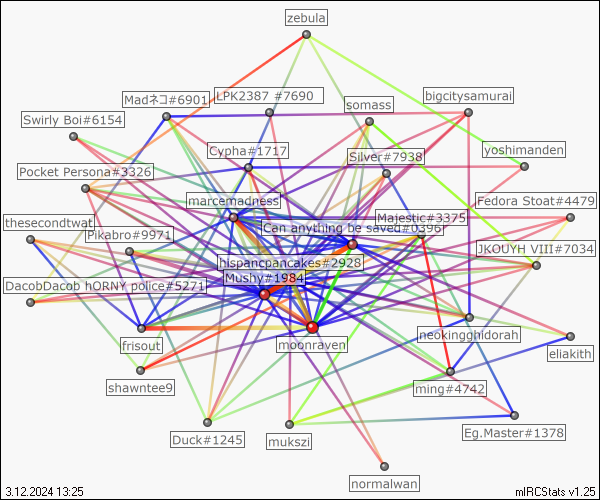 zebula
Madネコ#6901
LPK2387 #7690
somass
bigcitysamurai
Swirly Boi#6154
Cypha#1717
Silver#7938
yoshimanden
Pocket Persona#3326
marcemadness
Fedora Stoat#4479
thesecondtwat
Pikabro#9971
Can anything be saved#0396
Majestic#3375
JKOUYH VIII#7034
hispancpancakes#2928
DacobDacob hORNY police#5271
Mushy#1984
frisout
moonraven
neokingghidorah
eliakith
shawntee9
ming#4742
Duck#1245
mukszi
Eg.Master#1378
normalwan
3.12.2024 13:25
mIRCStats v1.25